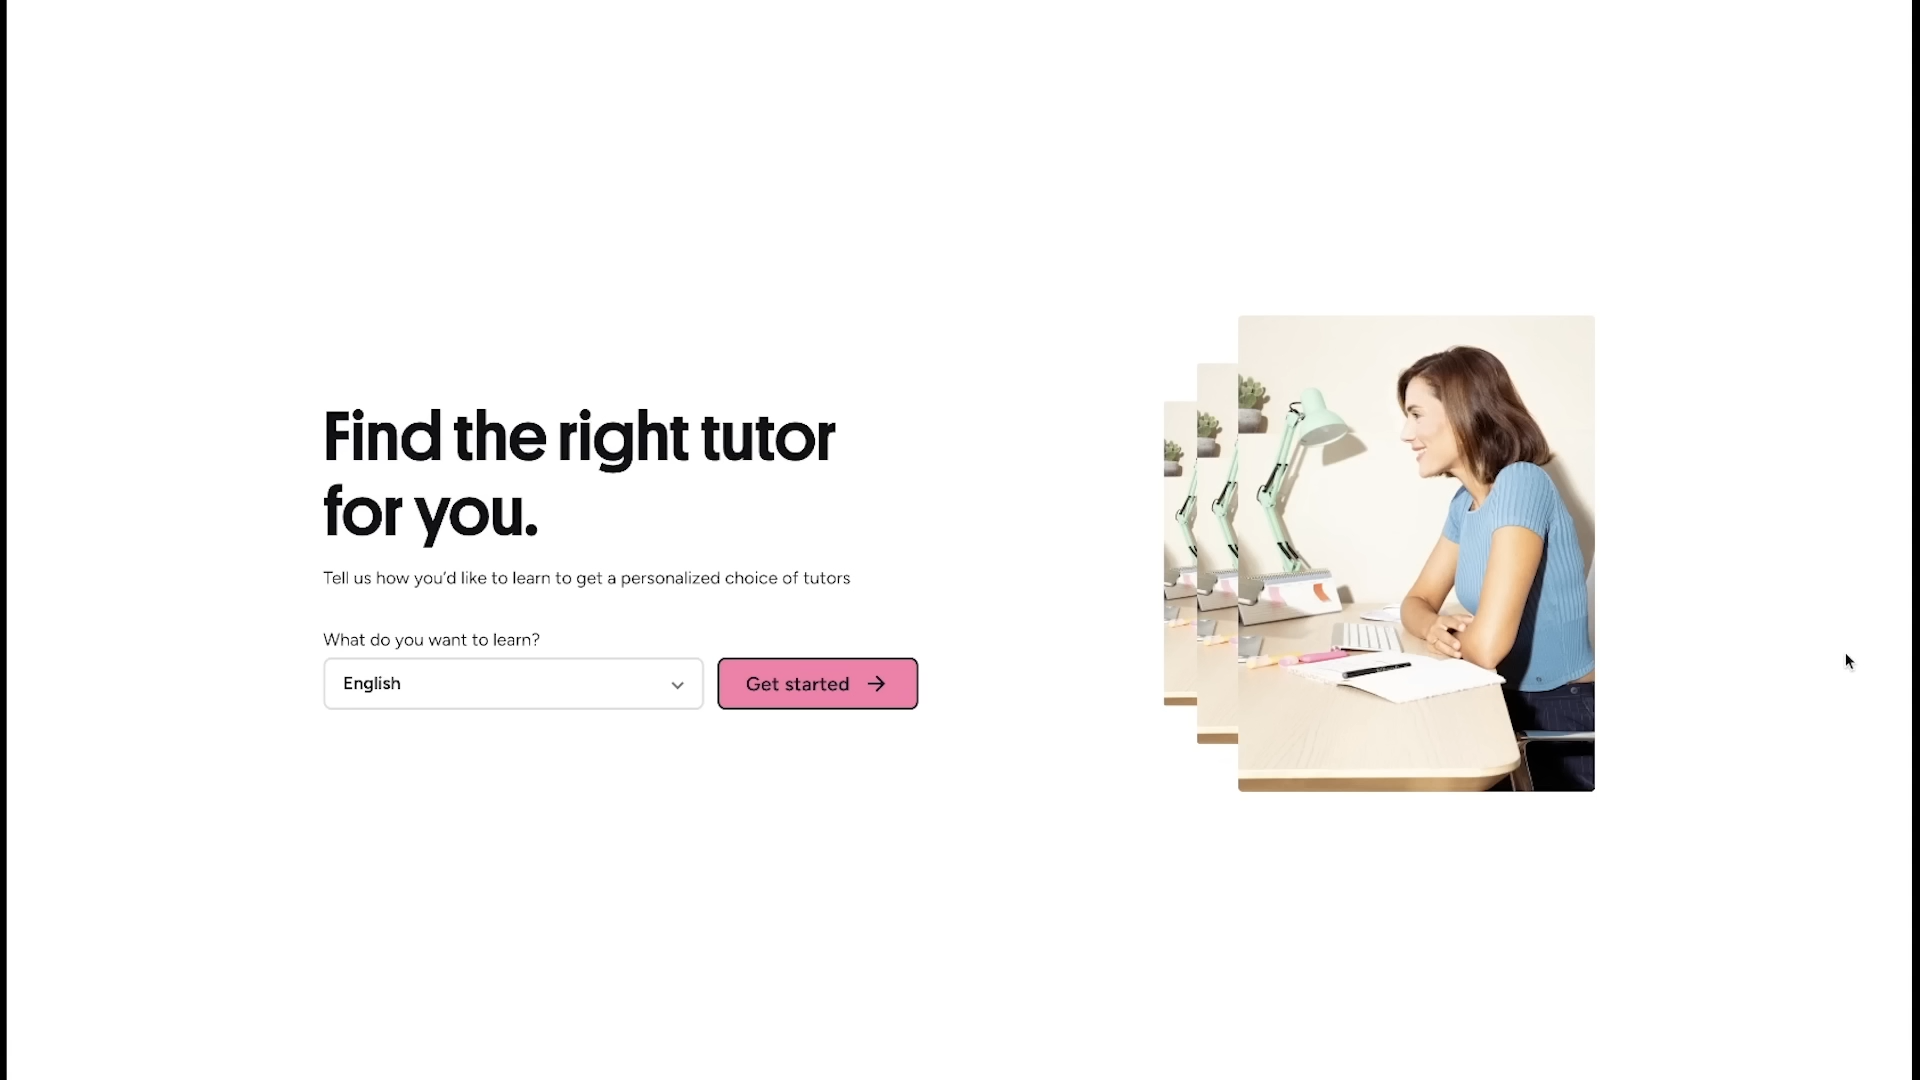 Find the right tutor
for you.
Tell us how you’d like to learn to get a personalized choice of tutors
What do you want to learn?
English
Get started